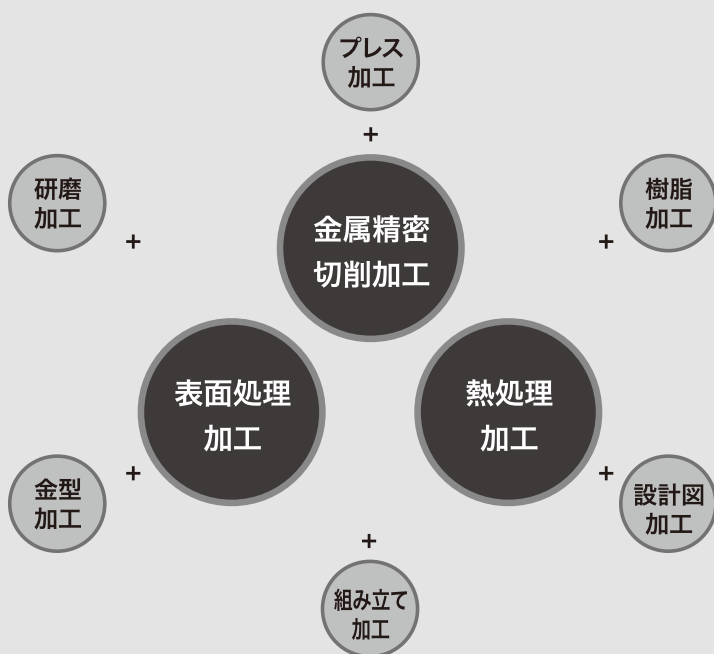 プレス
加工
+
研磨
加工
+
樹脂
加工
+
金属精密
切削加工
表面処理
加工
熱処理
加工
金型
加工
+
設計図
加工
+
+
組み立て
加工